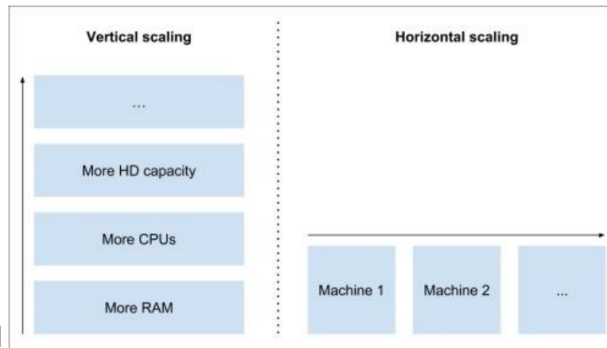 Vertical scaling
...
More HD capacity
More CPUs
More RAM
Horizontal scaling
Machine 1
Machine 2
...